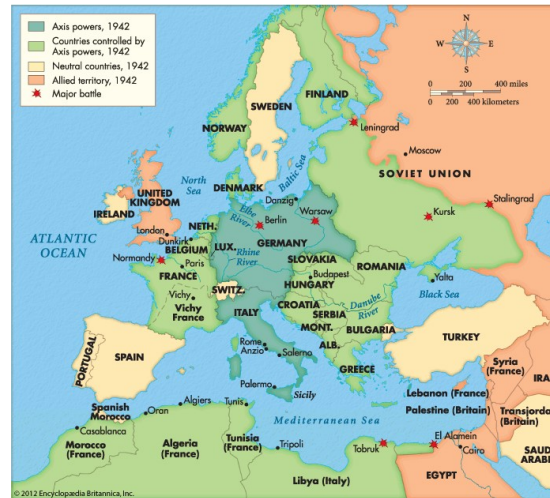 Axis powers, 1942
Countries controlled by
Axis powers, 1942
Neutral countries, 1942
Allied territory, 1942
Major battle
N
W
E
S
0 200 400 miles
0 200 400 kilometers
FINLAND
SWEDEN
NORWAY
Leningrad
Moscow
SOVIET UNION
North
Sea
Baltic Sea
DENMARK
UNITED
KINGDOM
IRELAND
Danzig
Stalingrad
Elbe
River
Berlin
Warsaw
Kursk
NETH.
London
ATLANTIC
OCEAN
Dunkirk
BELGIUM
GERMANY
LUX.
Rhine
River
Normandy
Paris
FRANCE
SLOVAKIA
Budapest
HUNGARY
ROMANIA
Yalta
Vichy
SWITZ.
Vichy
France
CROATIA
Danube
River
Black Sea
ITALY
SERBIA
MONT.
BULGARIA
ALB.
Rome
Anzio
Salerno
TURKEY
PORTUGAL
SPAIN
GREECE
Syria
(France)
IRA
Palermo
Sicily
Lebanon (France)
Palestine (Britain)
Transjorda
(Britain)
Spanish
Morocco
Oran
Algiers
Tunis
Mediterranean Sea
Casablanca
Morocco
(France)
Algeria
(France)
Tunisia
(France)
Tripoli
Tobruk
El Alamein
Cairo
SAUD
ARABI
Libya (Italy)
EGYPT
© 2012 Encyclopædia Britannica, Inc.